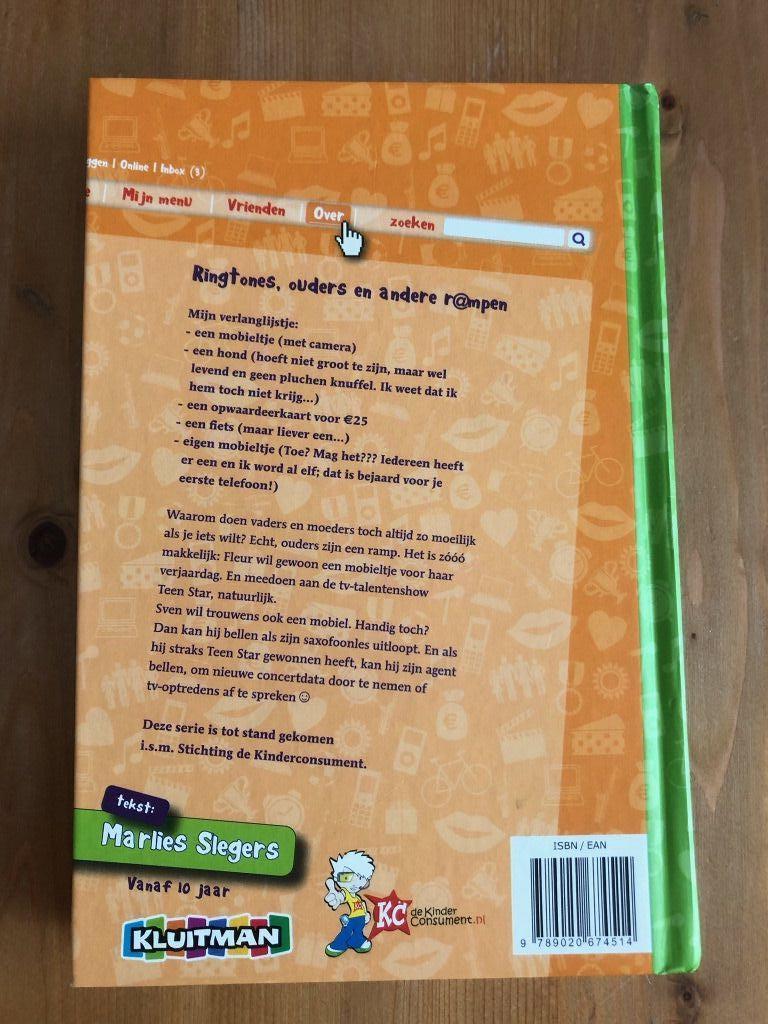 ggen | Online | Inbox (3)
e | Mijn menu | Vrienden | Over | zoeken
Ringtones, ouders en andere r@mpen
Mijn verlanglijstje:
- een mobieltje (met camera)
- een hond (hoeft niet groot te zijn, maar wel
levend en geen pluchen knuffel. Ik weet dat ik
hem toch niet krijg...)
- een opwaardeerkaart voor €25
- een fiets (maar liever een...)
- eigen mobieltje (Toe? Mag het??? Iedereen heeft
er een en ik word al elf; dat is bejaard voor je
eerste telefoon!)
Waarom doen vaders en moeders toch altijd zo moeilijk
als je iets wilt? Echt, ouders zijn een ramp. Het is zóóó
makkelijk: Fleur wil gewoon een mobieltje voor haar
verjaardag. En meedoen aan de tv-talentenshow
Teen Star, natuurlijk.
Sven wil trouwens ook een mobiel. Handig toch?
Dan kan hij bellen als zijn saxofoonles uitloopt. En als
hij straks Teen Star gewonnen heeft, kan hij zijn agent
bellen, om nieuwe concertdata door te nemen of
tv-optredens af te spreken ☺
Deze serie is tot stand gekomen
i.s.m. Stichting de Kinderconsument.
tekst:
Marlies Slegers
Vanaf 10 jaar
KLUITMAN
KC de Kinder
Consument.nl
ISBN / EAN
9 789020 674514